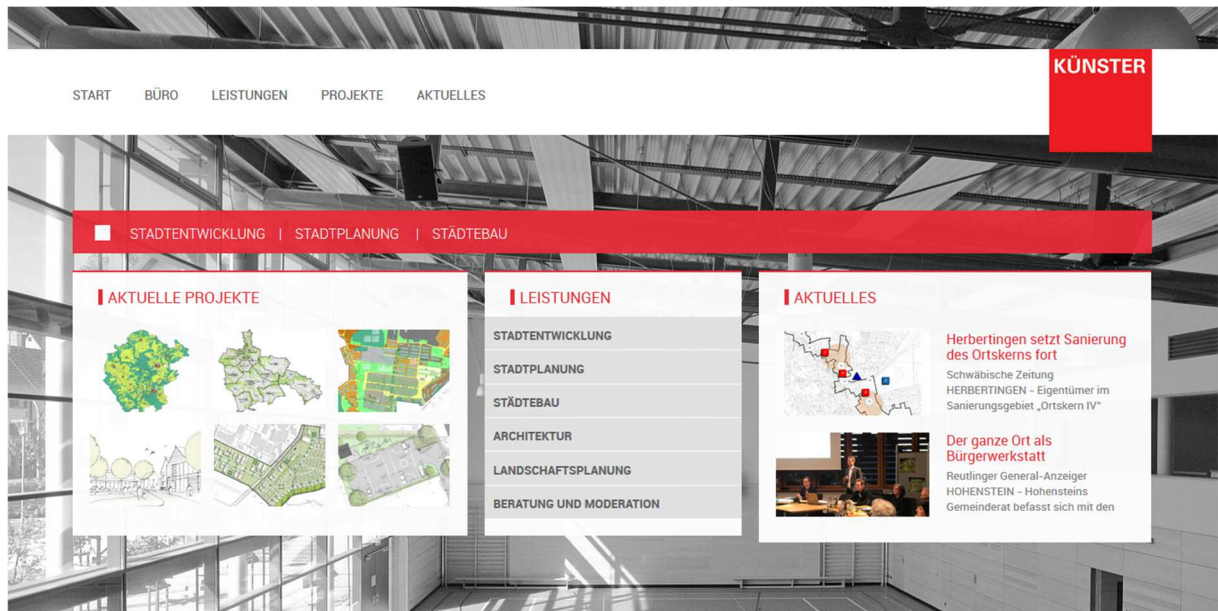 START BÜRO LEISTUNGEN PROJEKTE AKTUELLES
KÜNSTER
STADTENTWICKLUNG | STADTPLANUNG | STÄDTEBAU
AKTUELLE PROJEKTE
LEISTUNGEN
STADTENTWICKLUNG
STADTPLANUNG
STÄDTEBAU
ARCHITEKTUR
LANDSCHAFTSPLANUNG
BERATUNG UND MODERATION
AKTUELLES
Herbertingen setzt Sanierung
des Ortskerns fort
Schwäbische Zeitung
HERBERTINGEN - Eigentümer im
Sanierungsgebiet „Ortskern IV“
Der ganze Ort als
Bürgerwerkstatt
Reutlinger General-Anzeiger
HOHENSTEIN - Hohensteins
Gemeinderat befasst sich mit den